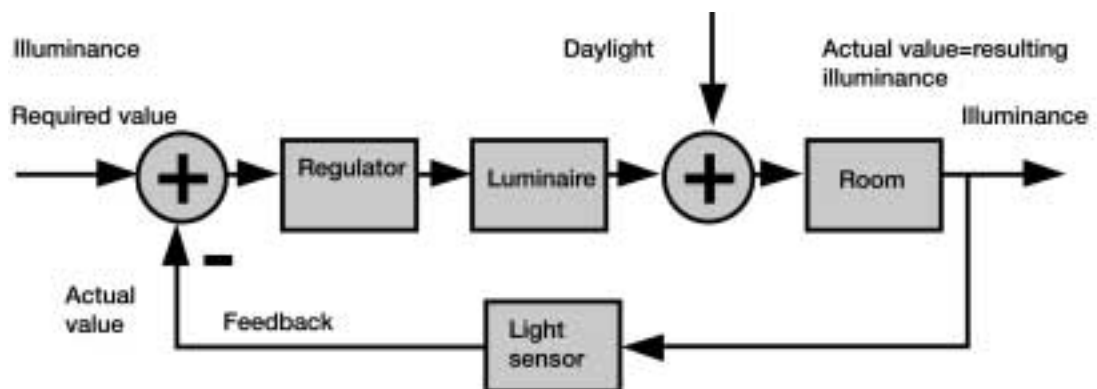 Illuminance
Daylight
Actual value=resulting
illuminance
Required value
Illuminance
+
Regulator
Luminaire
+
Room
-
Actual
value
Feedback
Light
sensor